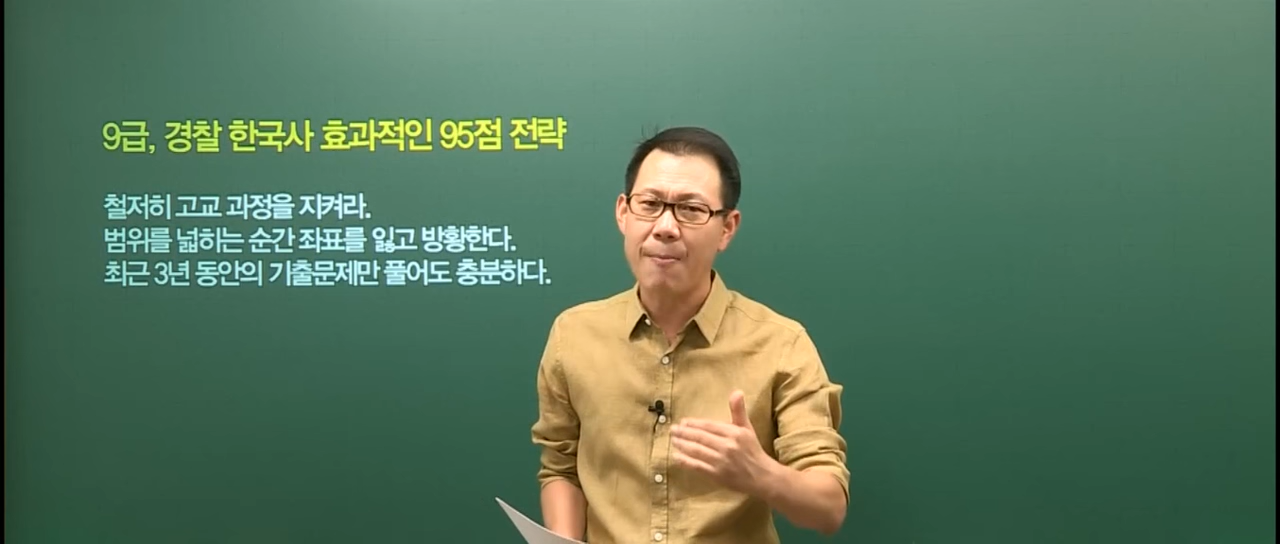 9급, 경찰 한국사 효과적인 95점 전략
철저히 고교 과정을 지켜라.
범위를 넓히는 순간 좌표를 잃고 방황한다.
최근 3년 동안의 기출문제만 풀어도 충분하다.